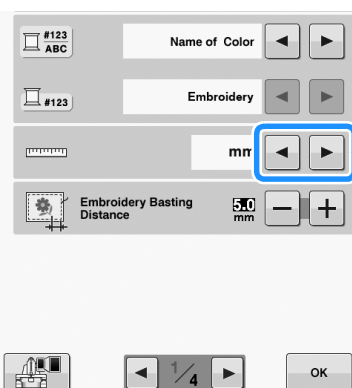 #123
ABC
Name of Color
#123
Embroidery
mm
Embroidery Basting
Distance
5.0
mm
1/4
OK